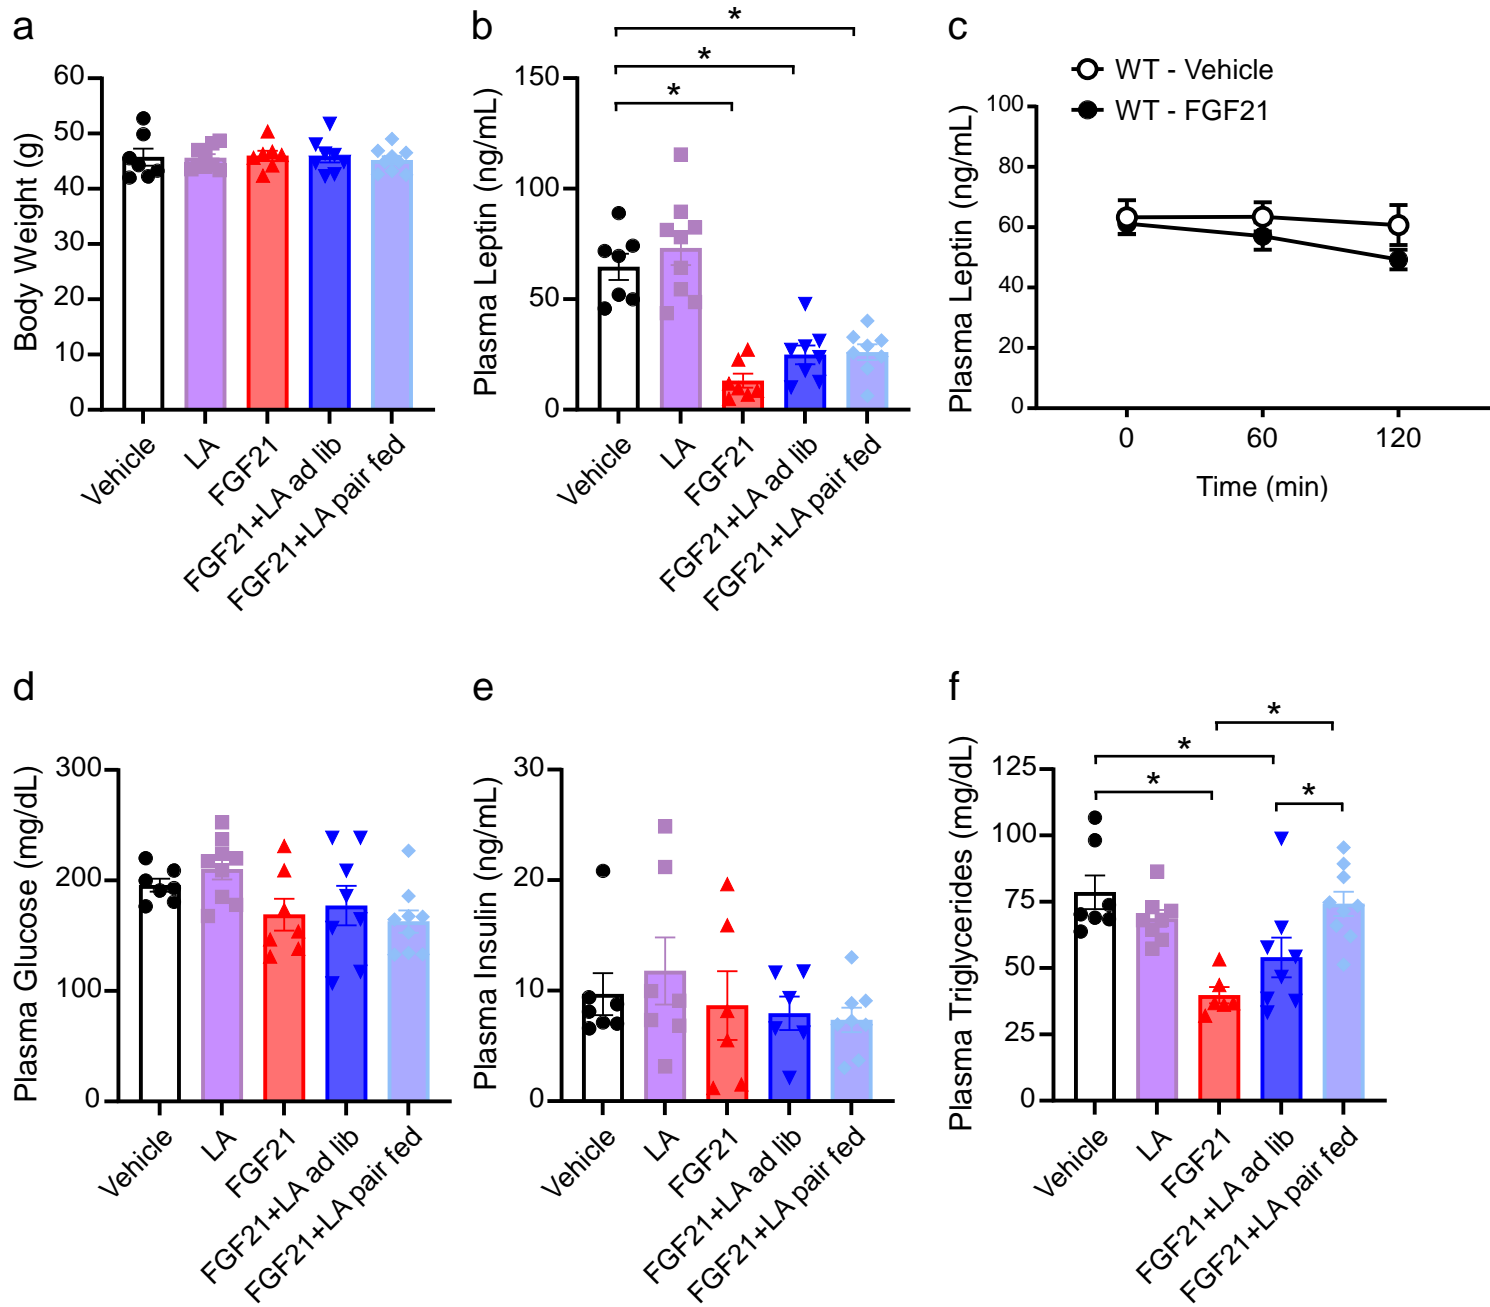 a
Body Weight (g)
60
50
40
30
20
10
0
Vehicle
LA
FGF21
FGF21+LA ad lib
FGF21+LA pair fed
b
Plasma Leptin (ng/mL)
150
100
50
0
*
*
*
Vehicle
LA
FGF21
FGF21+LA ad lib
FGF21+LA pair fed
c
WT - Vehicle
WT - FGF21
Plasma Leptin (ng/mL)
100
80
60
40
20
0
0 60 120
Time (min)
d
Plasma Glucose (mg/dL)
300
200
100
0
Vehicle
LA
FGF21
FGF21+LA ad lib
FGF21+LA pair fed
e
Plasma Insulin (ng/mL)
30
20
10
0
Vehicle
LA
FGF21
FGF21+LA ad lib
FGF21+LA pair fed
f
Plasma Triglycerides (mg/dL)
125
100
75
50
25
0
*
*
*
*
Vehicle
LA
FGF21
FGF21+LA ad lib
FGF21+LA pair fed